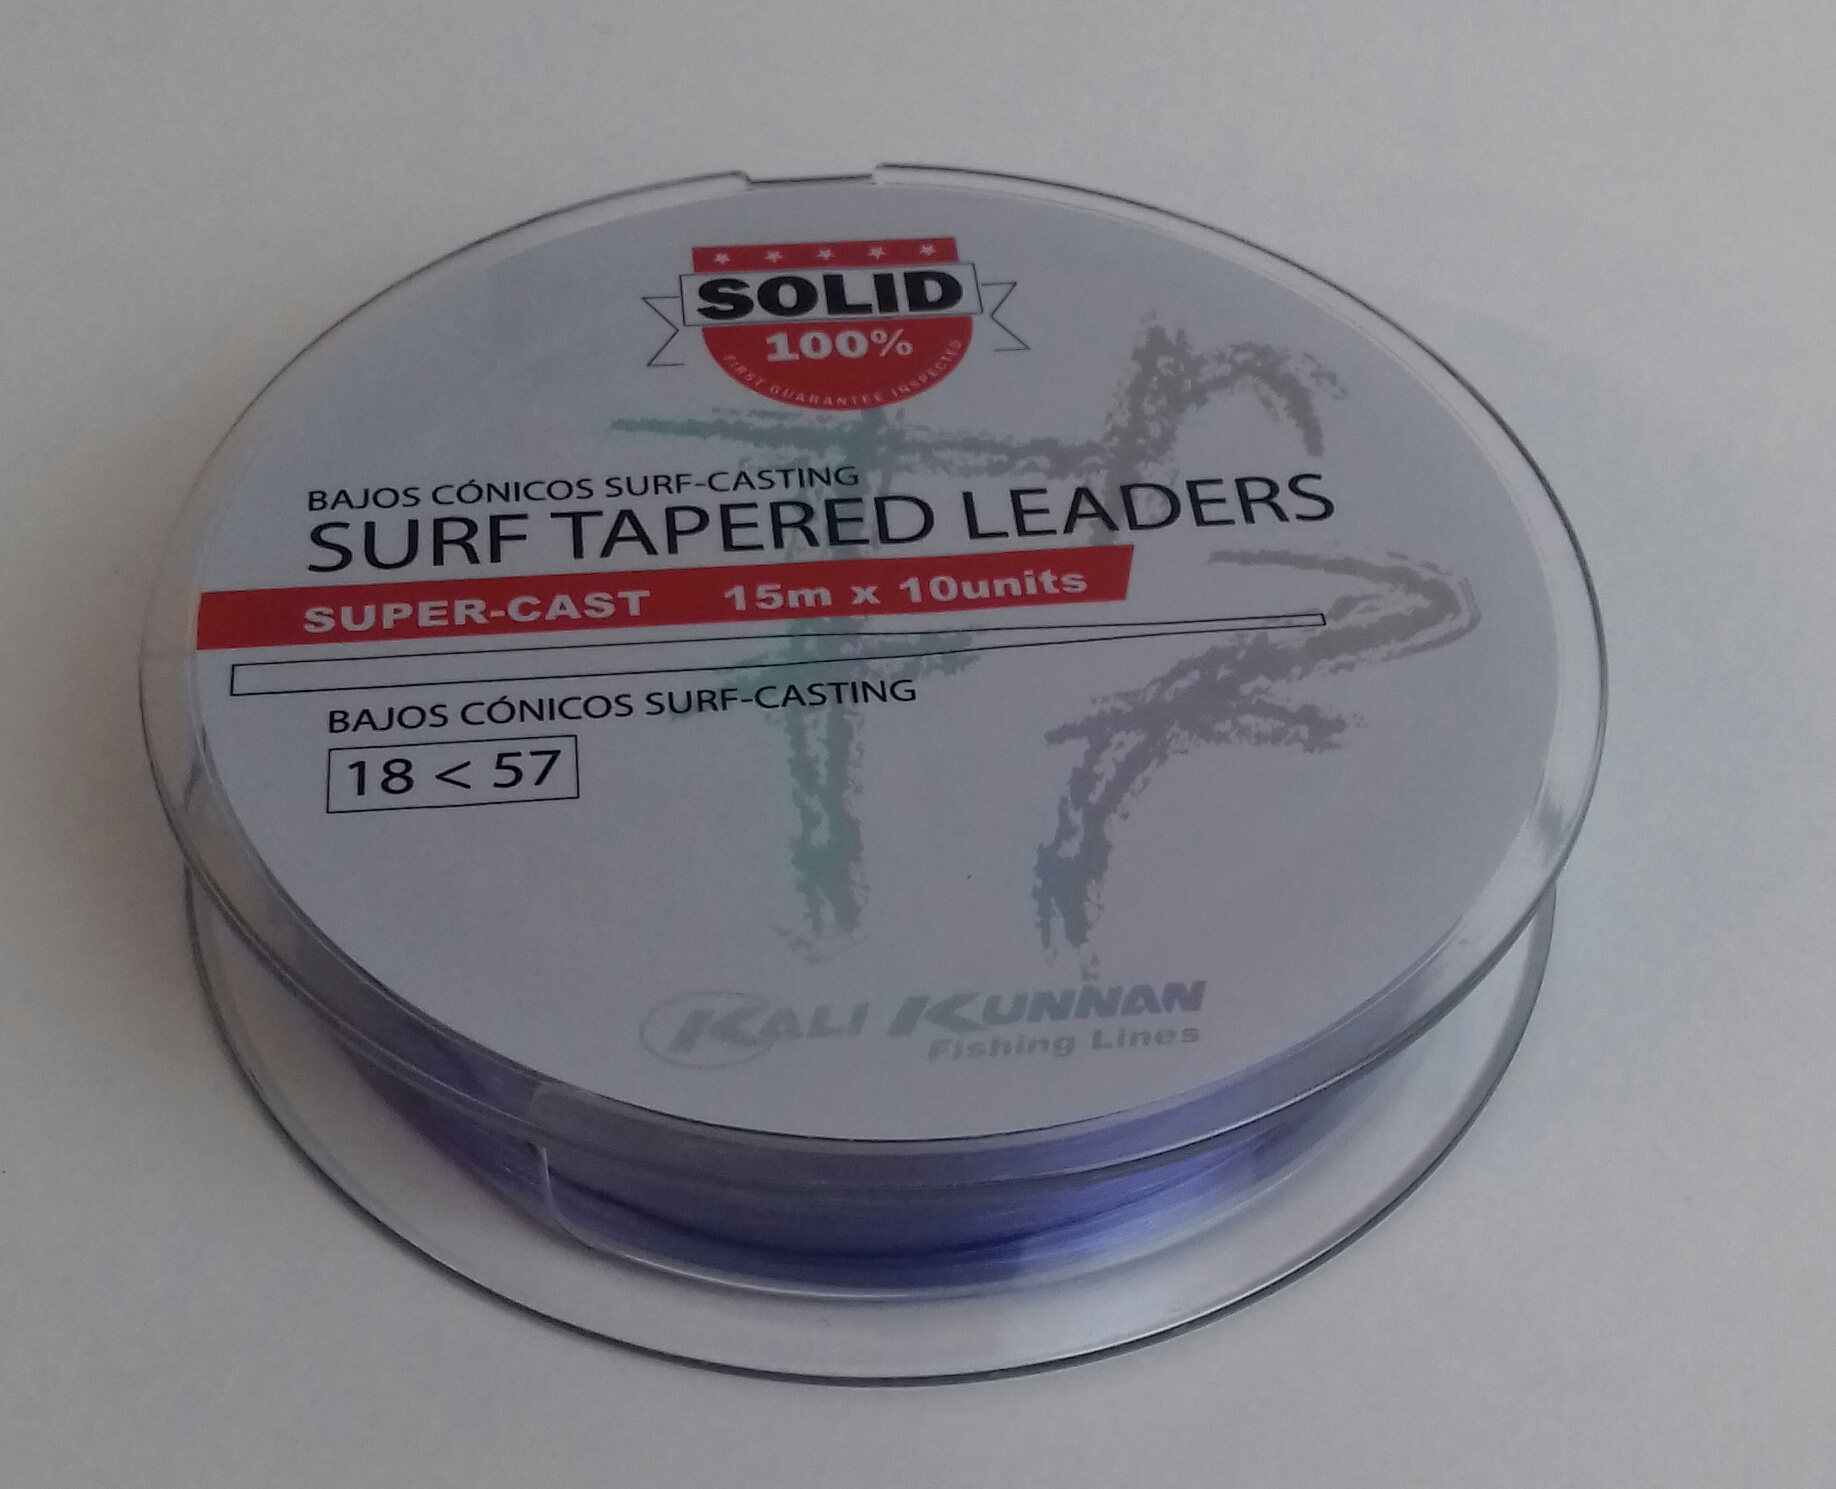 SOLID
100%
FIRST GUARANTEE INSPECTED
BAJOS CÓNICOS SURF-CASTING
SURF TAPERED LEADERS
SUPER-CAST 15m x 10units
BAJOS CÓNICOS SURF-CASTING
18 < 57
KALI KUNNAN
Fishing Lines